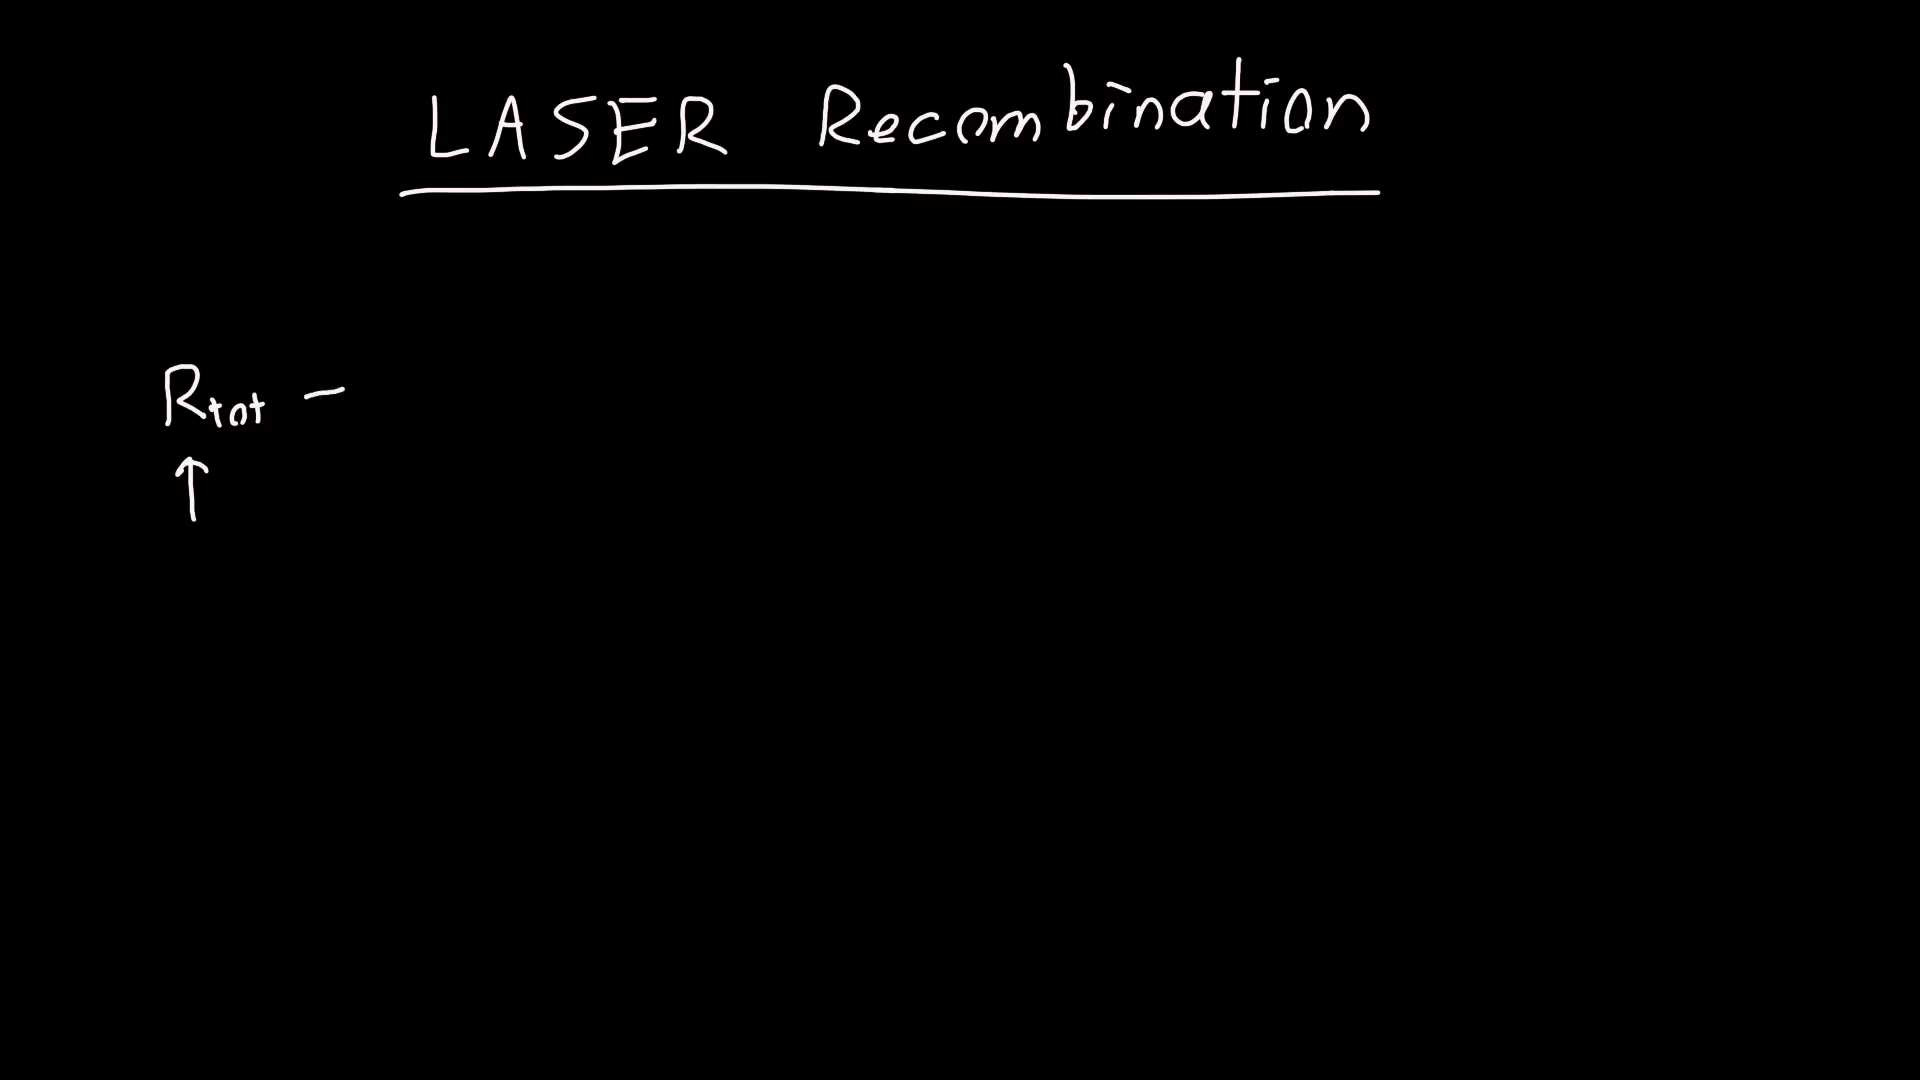 LASER Recombination
Rtot -
↑